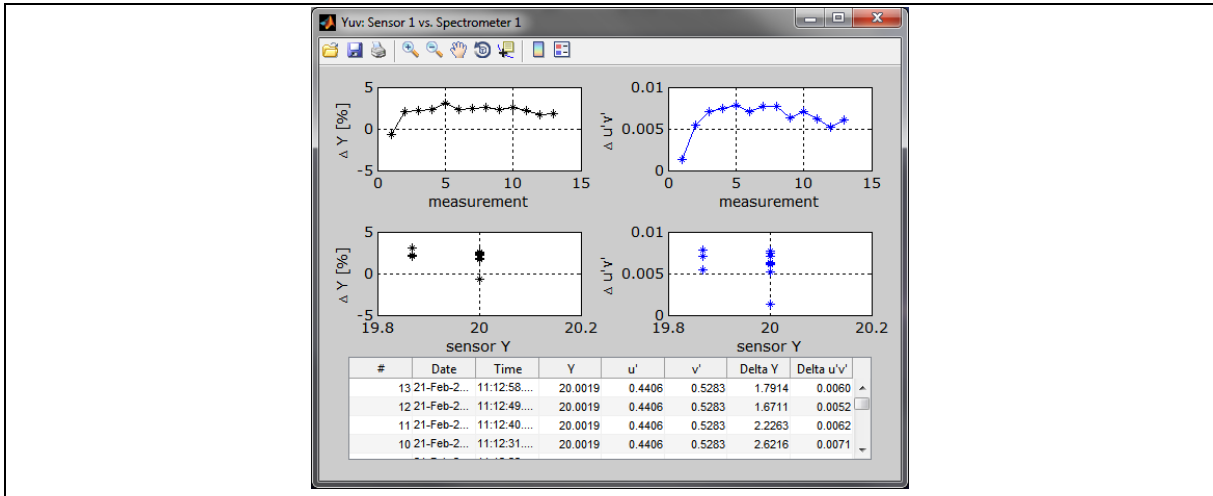 Yuv: Sensor 1 vs. Spectrometer 1
5
0
-5
Δ Y [%]
0 5 10 15
measurement
0.01
0.005
0
Δ u'v'
0 5 10 15
measurement
5
0
-5
Δ Y [%]
19.8 20 20.2
sensor Y
0.01
0.005
0
Δ u'v'
19.8 20 20.2
sensor Y
# Date Time Y u' v' Delta Y Delta u'v'
13 21-Feb-2... 11:12:58.... 20.0019 0.4406 0.5283 1.7914 0.0060
12 21-Feb-2... 11:12:49.... 20.0019 0.4406 0.5283 1.6711 0.0052
11 21-Feb-2... 11:12:40.... 20.0019 0.4406 0.5283 2.2263 0.0062
10 21-Feb-2... 11:12:31.... 20.0019 0.4406 0.5283 2.6216 0.0071